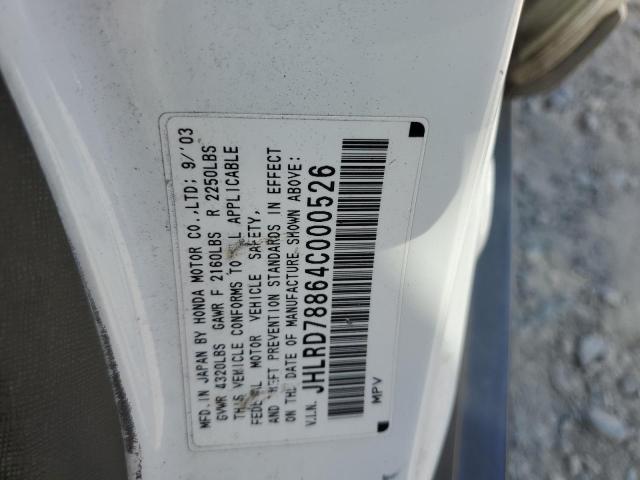 MFD. IN JAPAN BY HONDA MOTOR CO., LTD: 9/'03
GVWR 4320LBS GAWR F 2160LBS R 2250LBS
THIS VEHICLE CONFORMS TO ALL APPLICABLE
FEDERAL MOTOR VEHICLE SAFETY,
AND THEFT PREVENTION STANDARDS IN EFFECT
ON THE DATE OF MANUFACTURE SHOWN ABOVE:
V.I.N. JHLRD78864C000526
MPV